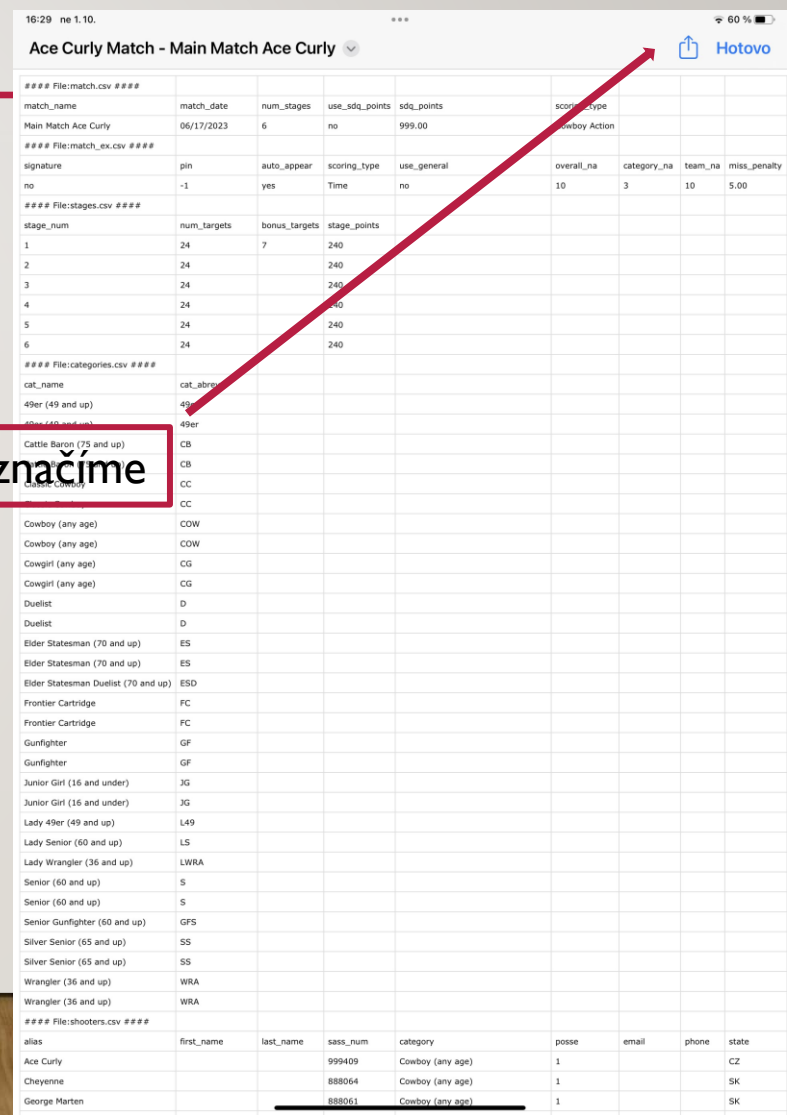 16:29 ne 1. 10. 60 %
Ace Curly Match - Main Match Ace Curly Hotovo
#### File:match.csv ####
match_name match_date num_stages use_sdq_points sdq_points
Main Match Ace Curly 06/17/2023 6 no 999.00 Cowboy Action
#### File:match_ex.csv ####
signature pin auto_appear scoring_type use_general overall_na category_na team_na miss_penalty
no -1 yes Time no 10 3 10 5.00
#### File:stages.csv ####
stage_num num_targets bonus_targets stage_points
1 24 7 240
2 24 240
3 24 240
4 24 240
5 24 240
6 24 240
#### File:categories.csv ####
cat_name cat_abrev
49er (49 and up) 49er
49er (49 and up) 49er
Cattle Baron (75 and up) CB
značíme
CB
Classic Cowboy CC
CC
Cowboy (any age) COW
Cowboy (any age) COW
Cowgirl (any age) CG
Cowgirl (any age) CG
Duelist D
Duelist D
Elder Statesman (70 and up) ES
Elder Statesman (70 and up) ES
Elder Statesman Duelist (70 and up) ESD
Frontier Cartridge FC
Frontier Cartridge FC
Gunfighter GF
Gunfighter GF
Junior Girl (16 and under) JG
Junior Girl (16 and under) JG
Lady 49er (49 and up) L49
Lady Senior (60 and up) LS
Lady Wrangler (36 and up) LWRA
Senior (60 and up) S
Senior (60 and up) S
Senior Gunfighter (60 and up) GFS
Silver Senior (65 and up) SS
Silver Senior (65 and up) SS
Wrangler (36 and up) WRA
Wrangler (36 and up) WRA
#### File:shooters.csv ####
alias first_name last_name sass_num category posse email phone state
Ace Curly 999409 Cowboy (any age) 1 CZ
Cheyenne 888064 Cowboy (any age) 1 SK
George Marten 888061 Cowboy (any age) 1 SK